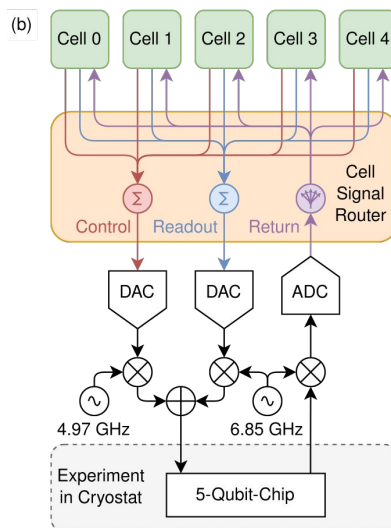 (b)
Cell 0 Cell 1 Cell 2 Cell 3 Cell 4
Σ Σ
Cell
Signal
Router
Control Readout Return
DAC DAC ADC
4.97 GHz 6.85 GHz
Experiment
in Cryostat
5-Qubit-Chip